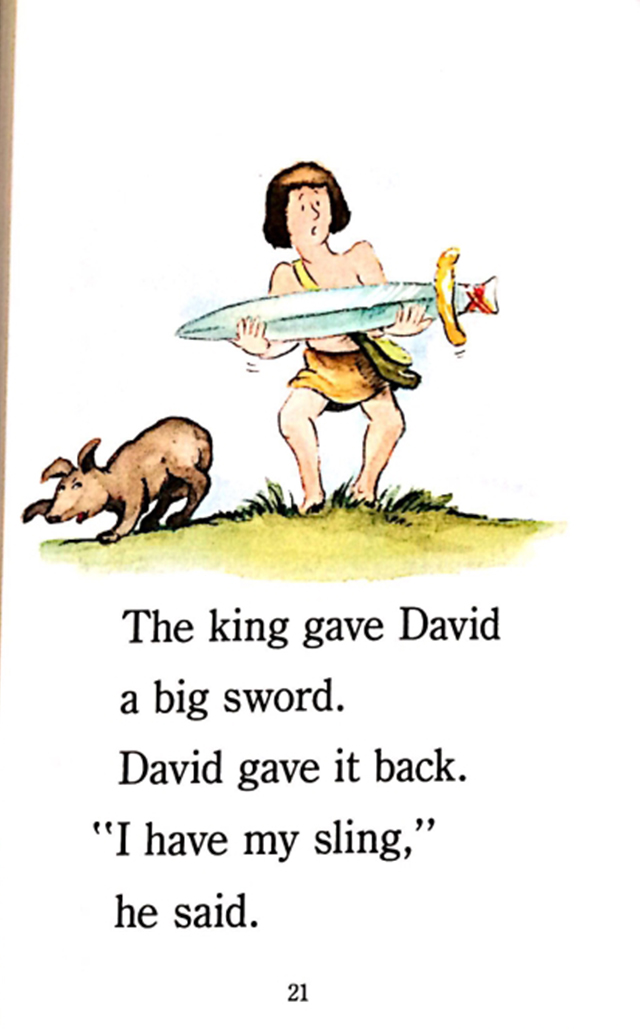 The king gave David
a big sword.
David gave it back.
“I have my sling,”
he said.
21